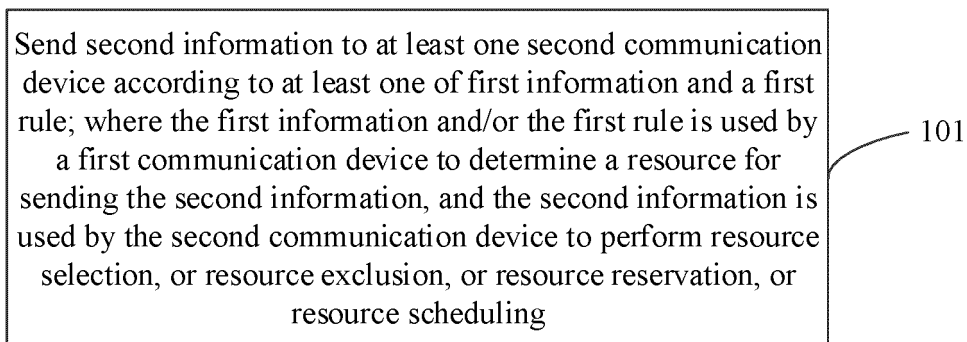 Send second information to at least one second communication
device according to at least one of first information and a first
rule; where the first information and/or the first rule is used by
a first communication device to determine a resource for
sending the second information, and the second information is
used by the second communication device to perform resource
selection, or resource exclusion, or resource reservation, or
resource scheduling
101